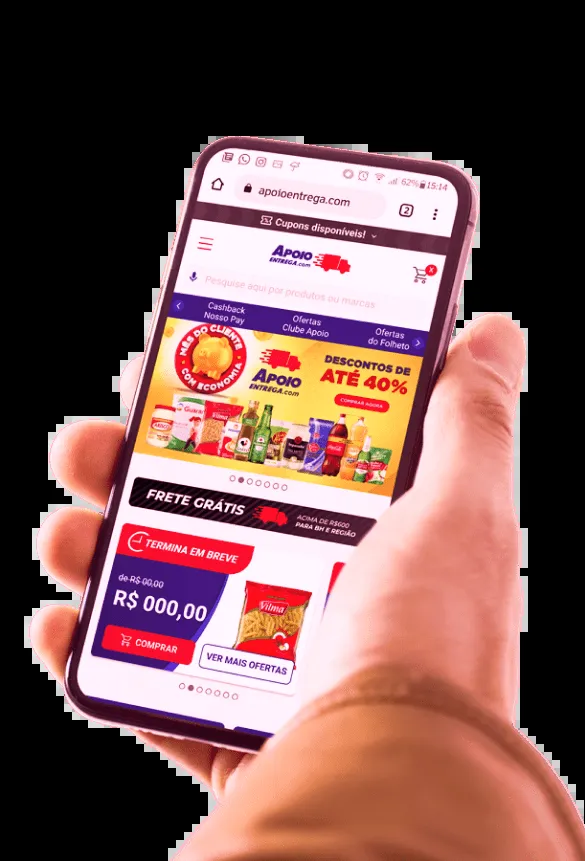 62% 15:14
apoioentrega.com
2
Cupons disponíveis!
APOIO
ENTREGA.com
x
Pesquise aqui por produtos ou marcas
Cashback
Nosso Pay
Ofertas
Clube Apoio
Ofertas
do Folheto
MÊS DO CLIENTE
COM ECONOMIA
APOIO
ENTREGA.com
DESCONTOS DE
ATÉ 40%
COMPRAR AGORA
FRETE GRÁTIS
ACIMA DE R$600
PARA BH E REGIÃO
TERMINA EM BREVE
de R$ 00,00
R$ 000,00
COMPRAR
Vilma
VER MAIS OFERTAS